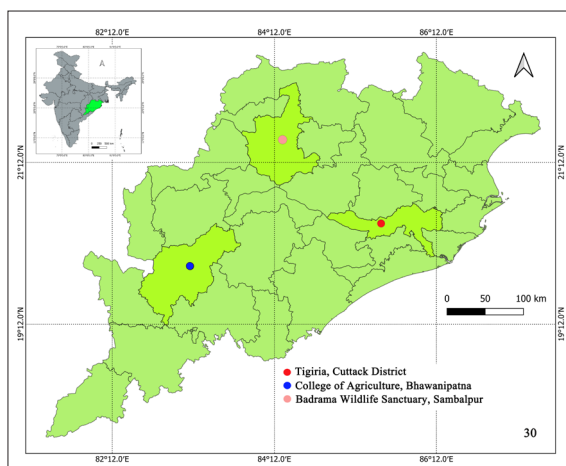 82°12.0'E 84°12.0'E 86°12.0'E
A
0 50 100 km
21°12.0'N 21°12.0'N
19°12.0'N 19°12.0'N
Tigiria, Cuttack District
College of Agriculture, Bhawanipatna
Badrama Wildlife Sanctuary, Sambalpur
30
82°12.0'E 84°12.0'E 86°12.0'E